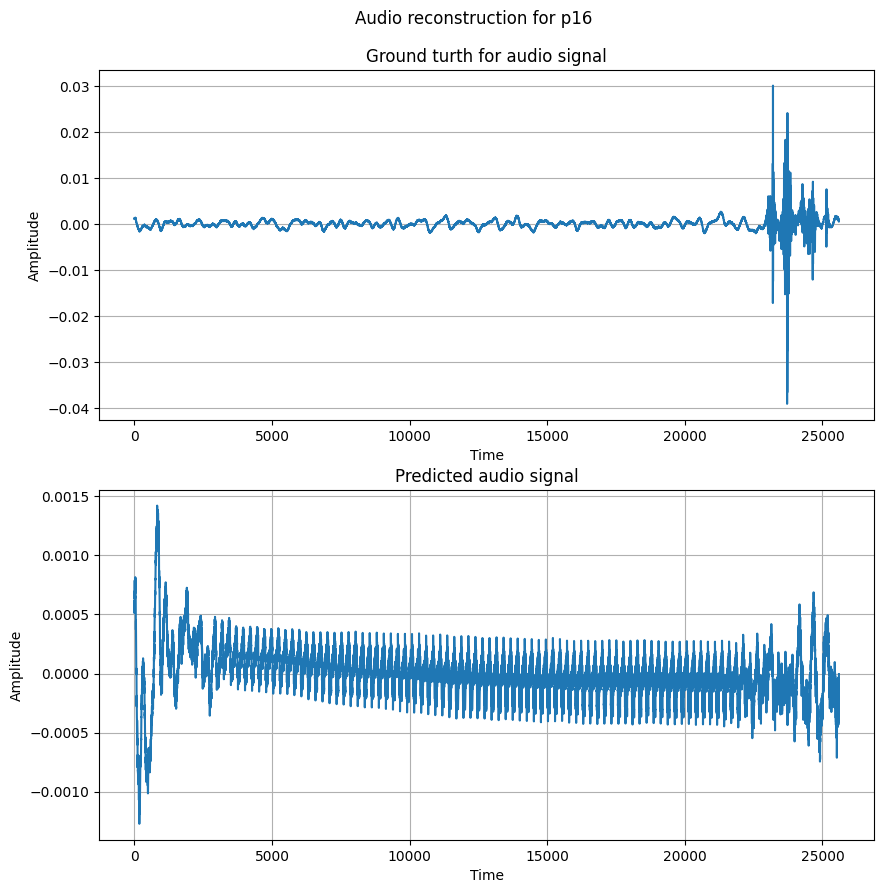 Audio reconstruction for p16
Ground turth for audio signal
0.03
0.02
0.01
0.00
−0.01
−0.02
−0.03
−0.04
Amplitude
0 5000 10000 15000 20000 25000
Time
Predicted audio signal
0.0015
0.0010
0.0005
0.0000
−0.0005
−0.0010
Amplitude
0 5000 10000 15000 20000 25000
Time